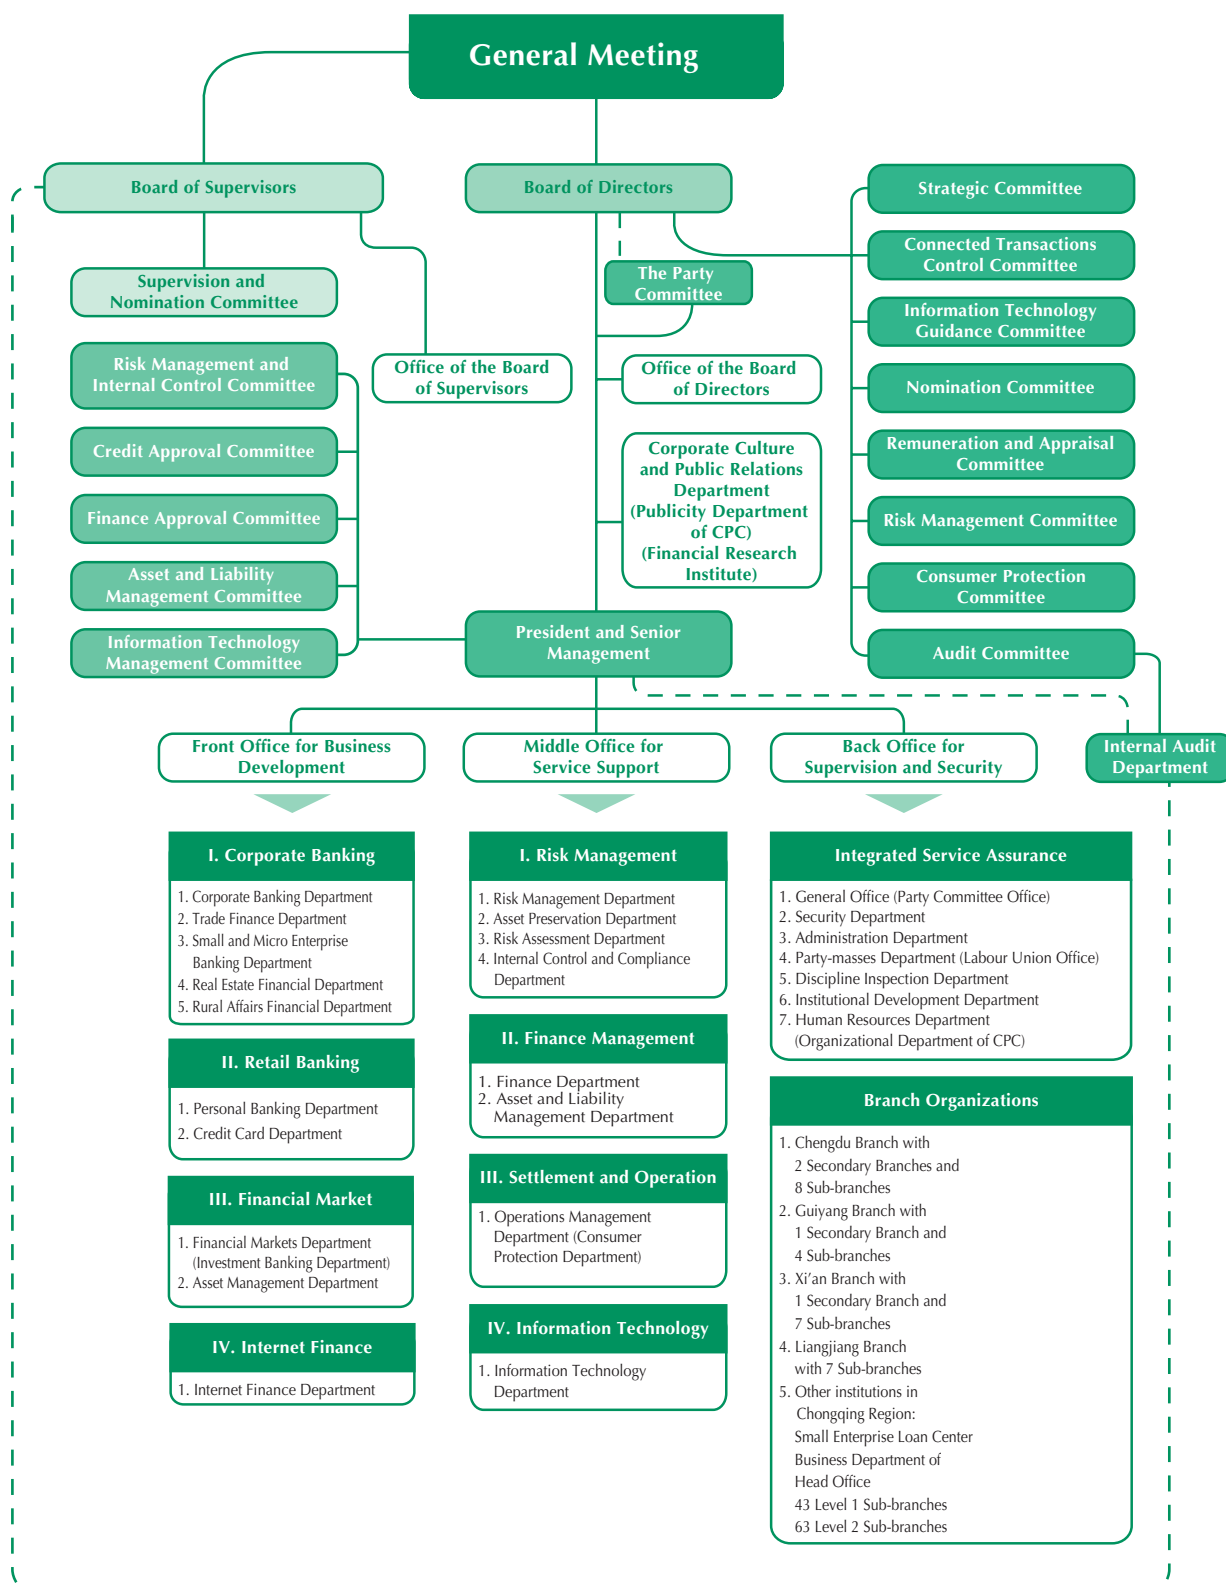 General Meeting
Board of Supervisors
Board of Directors
Strategic Committee
Connected Transactions
Control Committee
Supervision and
Nomination Committee
The Party
Committee
Information Technology
Guidance Committee
Risk Management and
Internal Control Committee
Office of the Board
of Supervisors
Office of the Board
of Directors
Nomination Committee
Credit Approval Committee
Corporate Culture
and Public Relations
Department
(Publicity Department
of CPC)
(Financial Research
Institute)
Remuneration and Appraisal
Committee
Finance Approval Committee
Risk Management Committee
Asset and Liability
Management Committee
Consumer Protection
Committee
Information Technology
Management Committee
President and Senior
Management
Audit Committee
Front Office for Business
Development
Middle Office for
Service Support
Back Office for
Supervision and Security
Internal Audit
Department
I. Corporate Banking
1. Corporate Banking Department
2. Trade Finance Department
3. Small and Micro Enterprise
Banking Department
4. Real Estate Financial Department
5. Rural Affairs Financial Department
II. Retail Banking
1. Personal Banking Department
2. Credit Card Department
III. Financial Market
1. Financial Markets Department
(Investment Banking Department)
2. Asset Management Department
IV. Internet Finance
1. Internet Finance Department
I. Risk Management
1. Risk Management Department
2. Asset Preservation Department
3. Risk Assessment Department
4. Internal Control and Compliance
Department
II. Finance Management
1. Finance Department
2. Asset and Liability
Management Department
III. Settlement and Operation
1. Operations Management
Department (Consumer
Protection Department)
IV. Information Technology
1. Information Technology
Department
Integrated Service Assurance
1. General Office (Party Committee Office)
2. Security Department
3. Administration Department
4. Party-masses Department (Labour Union Office)
5. Discipline Inspection Department
6. Institutional Development Department
7. Human Resources Department
(Organizational Department of CPC)
Branch Organizations
1. Chengdu Branch with
2 Secondary Branches and
8 Sub-branches
2. Guiyang Branch with
1 Secondary Branch and
4 Sub-branches
3. Xi’an Branch with
1 Secondary Branch and
7 Sub-branches
4. Liangjiang Branch
with 7 Sub-branches
5. Other institutions in
Chongqing Region:
Small Enterprise Loan Center
Business Department of
Head Office
43 Level 1 Sub-branches
63 Level 2 Sub-branches